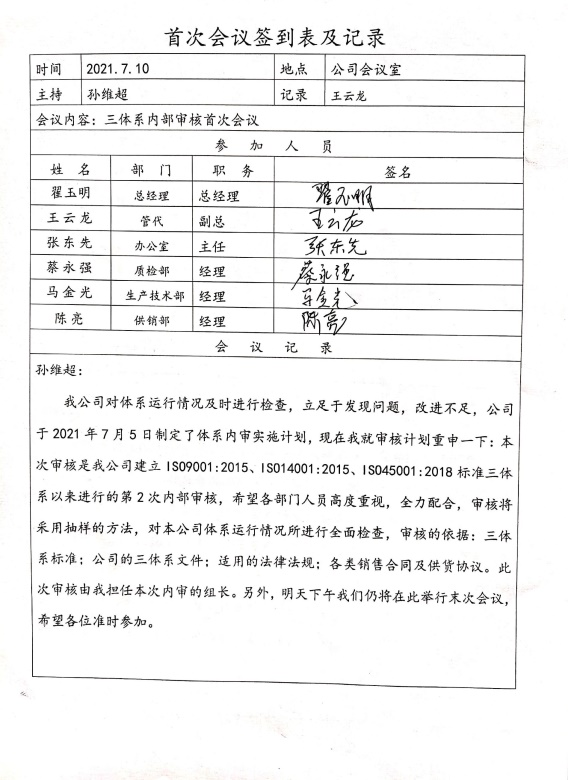 首次会议签到表及记录
时间 2021.7.10 地点 公司会议室
主持 孙维超 记录 王云龙
会议内容：三体系内部审核首次会议
参 加 人 员
姓 名 部 门 职 务 签名
翟玉明 总经理 总经理 翟玉明
王云龙 管代 副总 王云龙
张东先 办公室 主任 张东先
蔡永强 质检部 经理 蔡永强
马金光 生产技术部 经理 马金光
陈亮 供销部 经理 陈亮
会 议 记 录
孙维超：
我公司对体系运行情况及时进行检查，立足于发现问题，改进不足，公司
于 2021 年 7 月 5 日制定了体系内审实施计划，现在我就审核计划重申一下：本
次审核是我公司建立 ISO9001:2015、ISO14001:2015、ISO45001:2018 标准三体
系以来进行的第 2 次内部审核，希望各部门人员高度重视，全力配合，审核将
采用抽样的方法，对本公司体系运行情况所进行全面检查，审核的依据：三体
系标准；公司的三体系文件；适用的法律法规；各类销售合同及供货协议。此
次审核由我担任本次内审的组长。另外，明天下午我们仍将在此举行末次会议，
希望各位准时参加。